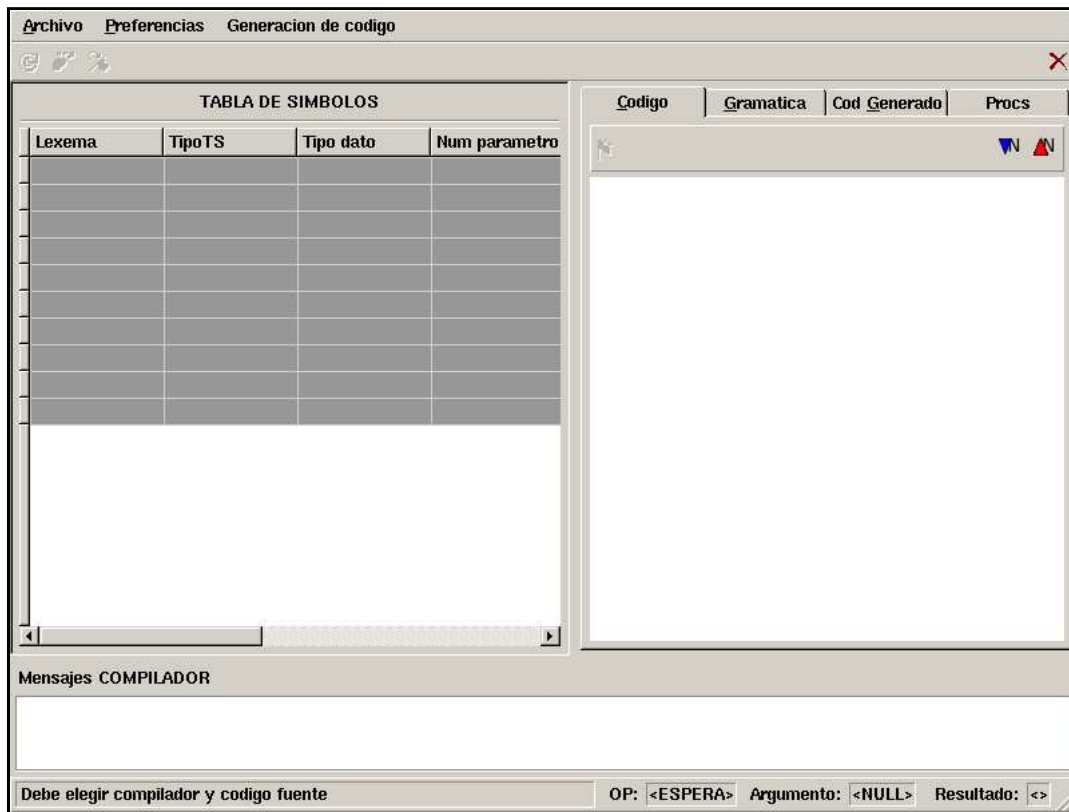 Archivo Preferencias Generacion de codigo
TABLA DE SIMBOLOS
Lexema TipoTS Tipo dato Num parametro
Codigo Gramatica Cod Generado Procs
N N
Mensajes COMPILADOR
Debe elegir compilador y codigo fuente OP: <ESPERA> Argumento: <NULL> Resultado: <>